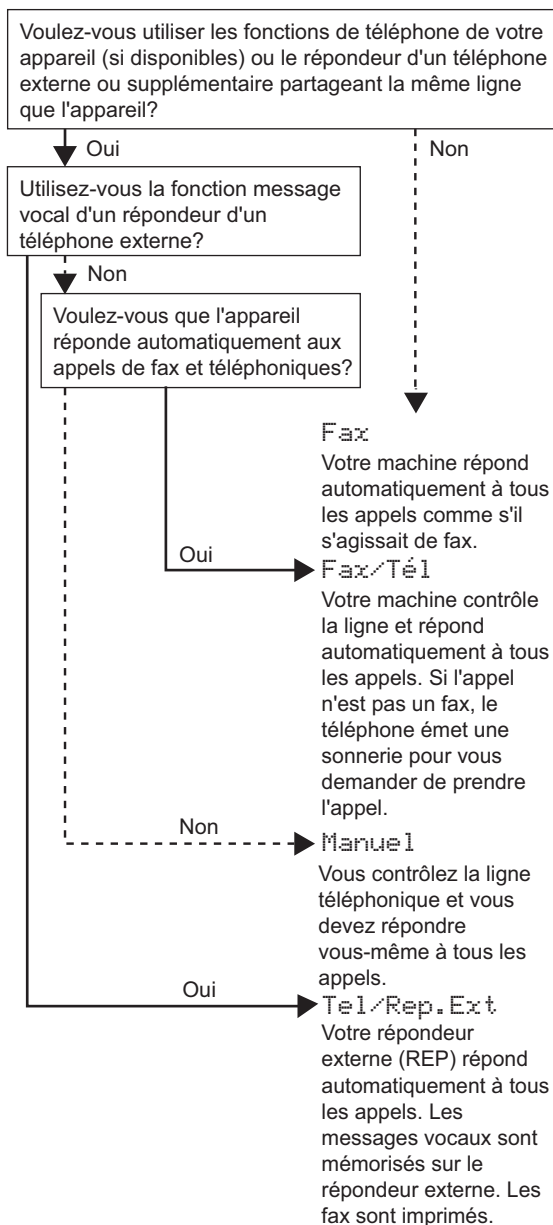 Voulez-vous utiliser les fonctions de téléphone de votre
appareil (si disponibles) ou le répondeur d'un téléphone
externe ou supplémentaire partageant la même ligne
que l'appareil?
Oui
Non
Utilisez-vous la fonction message
vocal d'un répondeur d'un
téléphone externe?
Non
Voulez-vous que l'appareil
réponde automatiquement aux
appels de fax et téléphoniques?
Fax
Votre machine répond
automatiquement à tous
les appels comme s'il
s'agissait de fax.
Oui
Fax/Tél
Votre machine contrôle
la ligne et répond
automatiquement à tous
les appels. Si l'appel
n'est pas un fax, le
téléphone émet une
sonnerie pour vous
demander de prendre
l'appel.
Non
Manuel
Vous contrôlez la ligne
téléphonique et vous
devez répondre
vous-même à tous les
appels.
Oui
Tel/Rep.Ext
Votre répondeur
externe (REP) répond
automatiquement à tous
les appels. Les
messages vocaux sont
mémorisés sur le
répondeur externe. Les
fax sont imprimés.